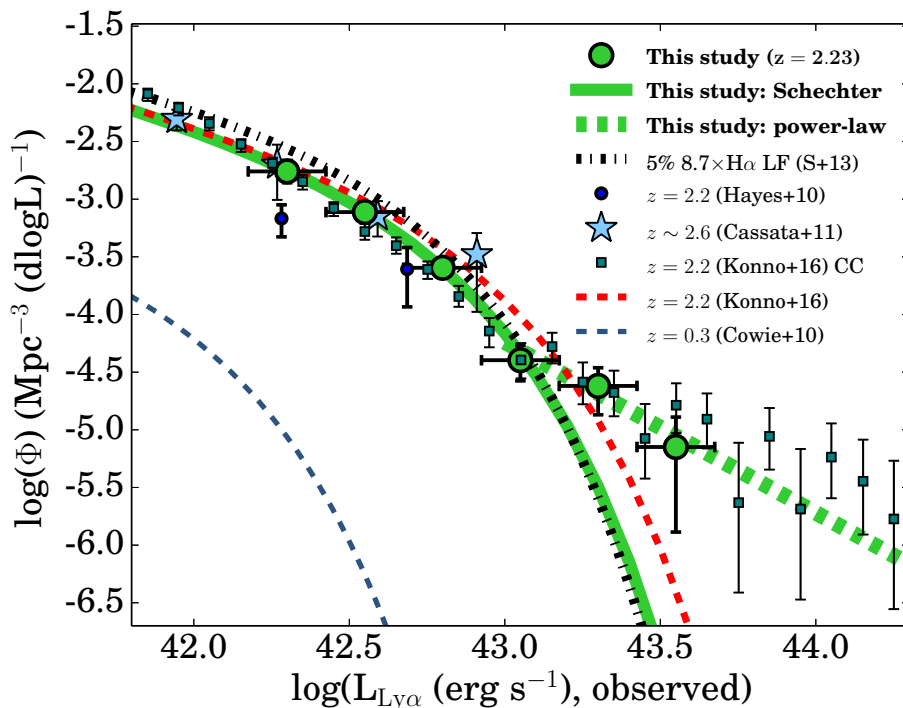 -1.5
-2.0
-2.5
-3.0
-3.5
-4.0
-4.5
-5.0
-5.5
-6.0
-6.5
log(Φ) (Mpc⁻³ (dlogL)⁻¹)
This study (z = 2.23)
This study: Schechter
This study: power-law
5% 8.7×Hα LF (S+13)
z = 2.2 (Hayes+10)
z ∼ 2.6 (Cassata+11)
z = 2.2 (Konno+16) CC
z = 2.2 (Konno+16)
z = 0.3 (Cowie+10)
42.0 42.5 43.0 43.5 44.0
log(L_Lyα (erg s⁻¹), observed)